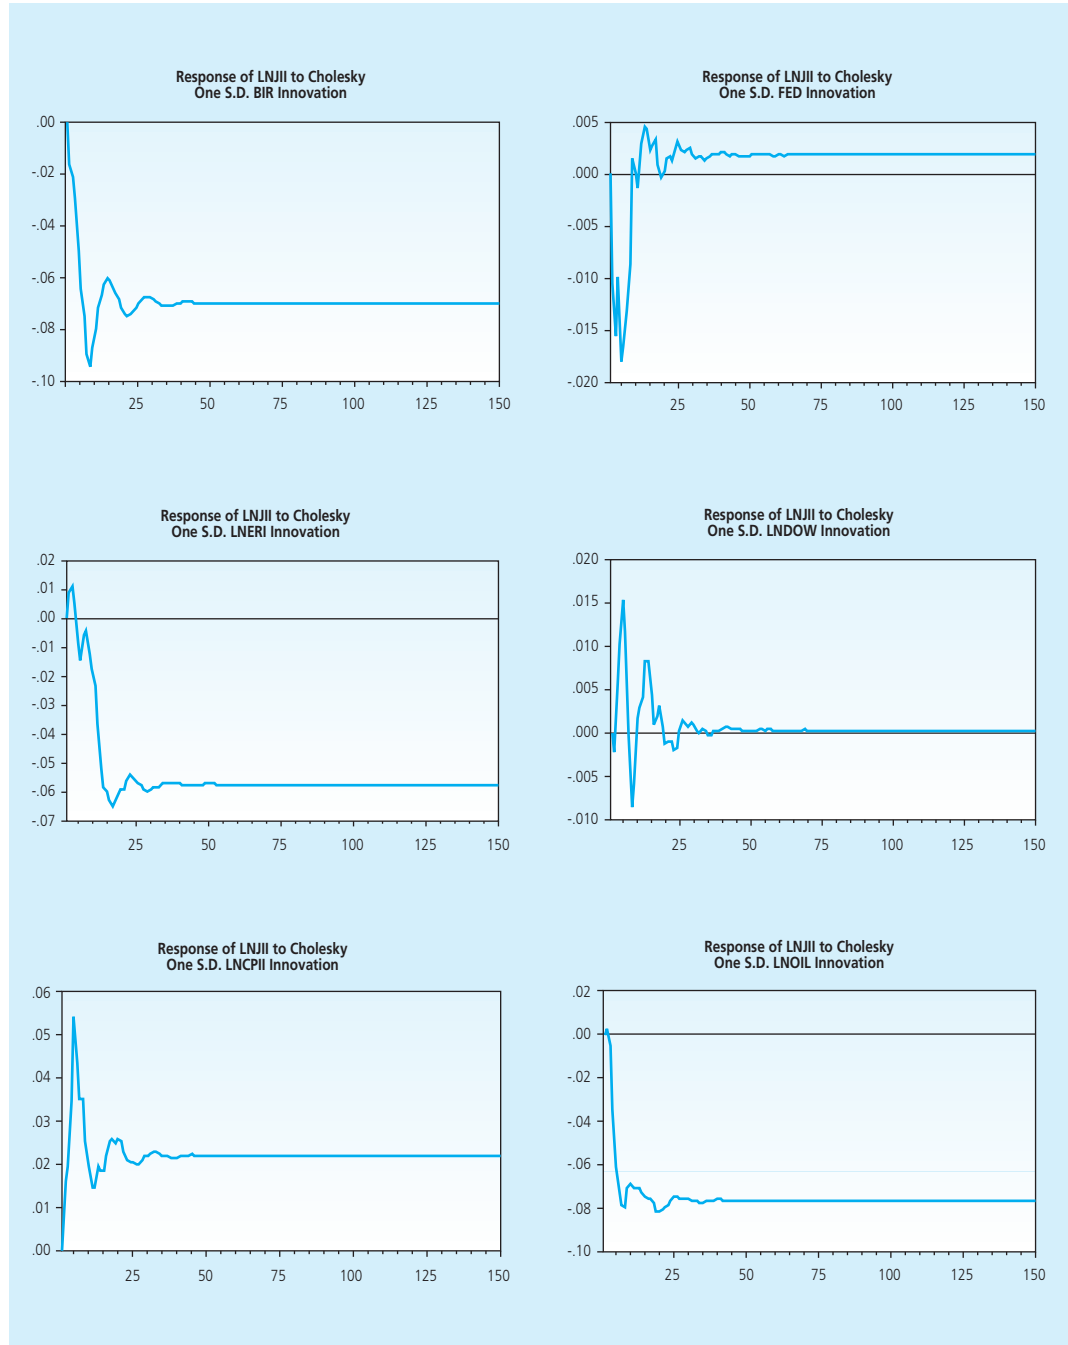 Response of LNJII to Cholesky
One S.D. BIR Innovation
.00
-.02
-.04
-.06
-.08
-.10
25 50 75 100 125 150
Response of LNJII to Cholesky
One S.D. FED Innovation
.005
.000
-.005
-.010
-.015
-.020
25 50 75 100 125 150
Response of LNJII to Cholesky
One S.D. LNERI Innovation
.02
.01
.00
-.01
-.02
-.03
-.04
-.05
-.06
-.07
25 50 75 100 125 150
Response of LNJII to Cholesky
One S.D. LNDOW Innovation
.020
.015
.010
.005
.000
-.005
-.010
25 50 75 100 125 150
Response of LNJII to Cholesky
One S.D. LNCPII Innovation
.06
.05
.04
.03
.02
.01
.00
25 50 75 100 125 150
Response of LNJII to Cholesky
One S.D. LNOIL Innovation
.02
.00
-.02
-.04
-.06
-.08
-.10
25 50 75 100 125 150